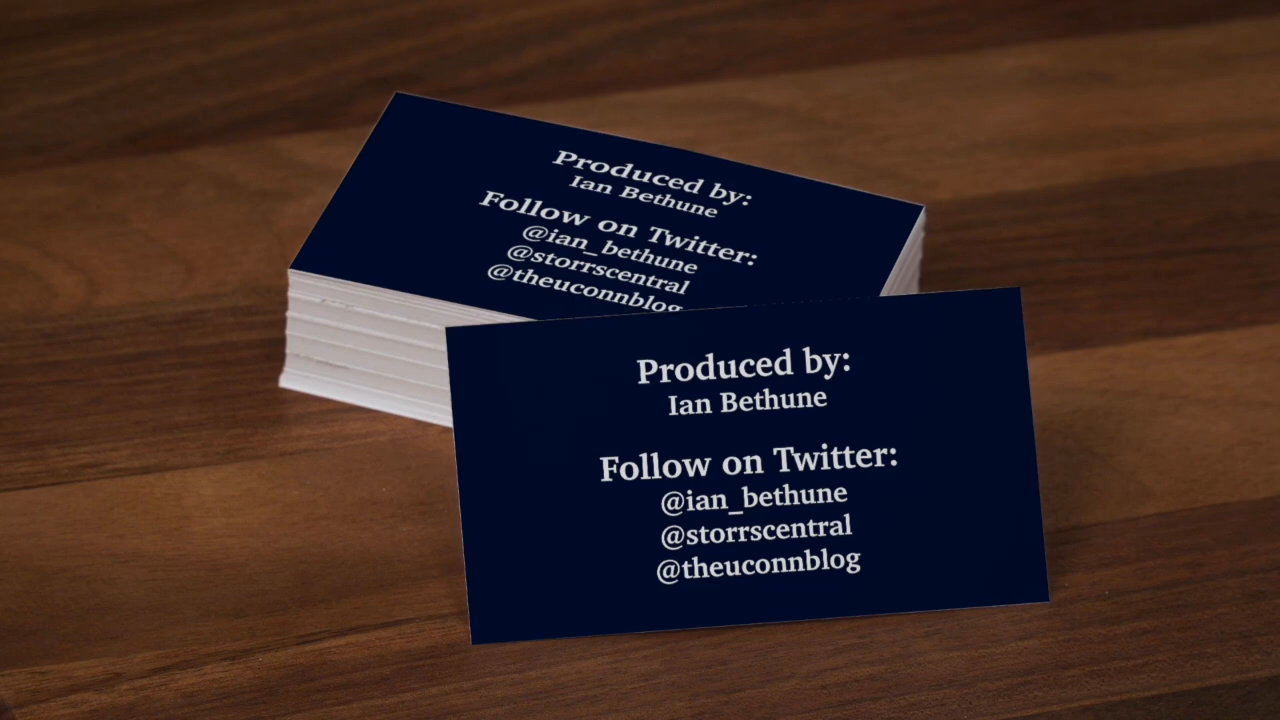 Produced by:
Ian Bethune
Follow on Twitter:
@ian_bethune
@storrscentral
@theuconnblog
Produced by:
Ian Bethune
Follow on Twitter:
@ian_bethune
@storrscentral
@theuconnblog